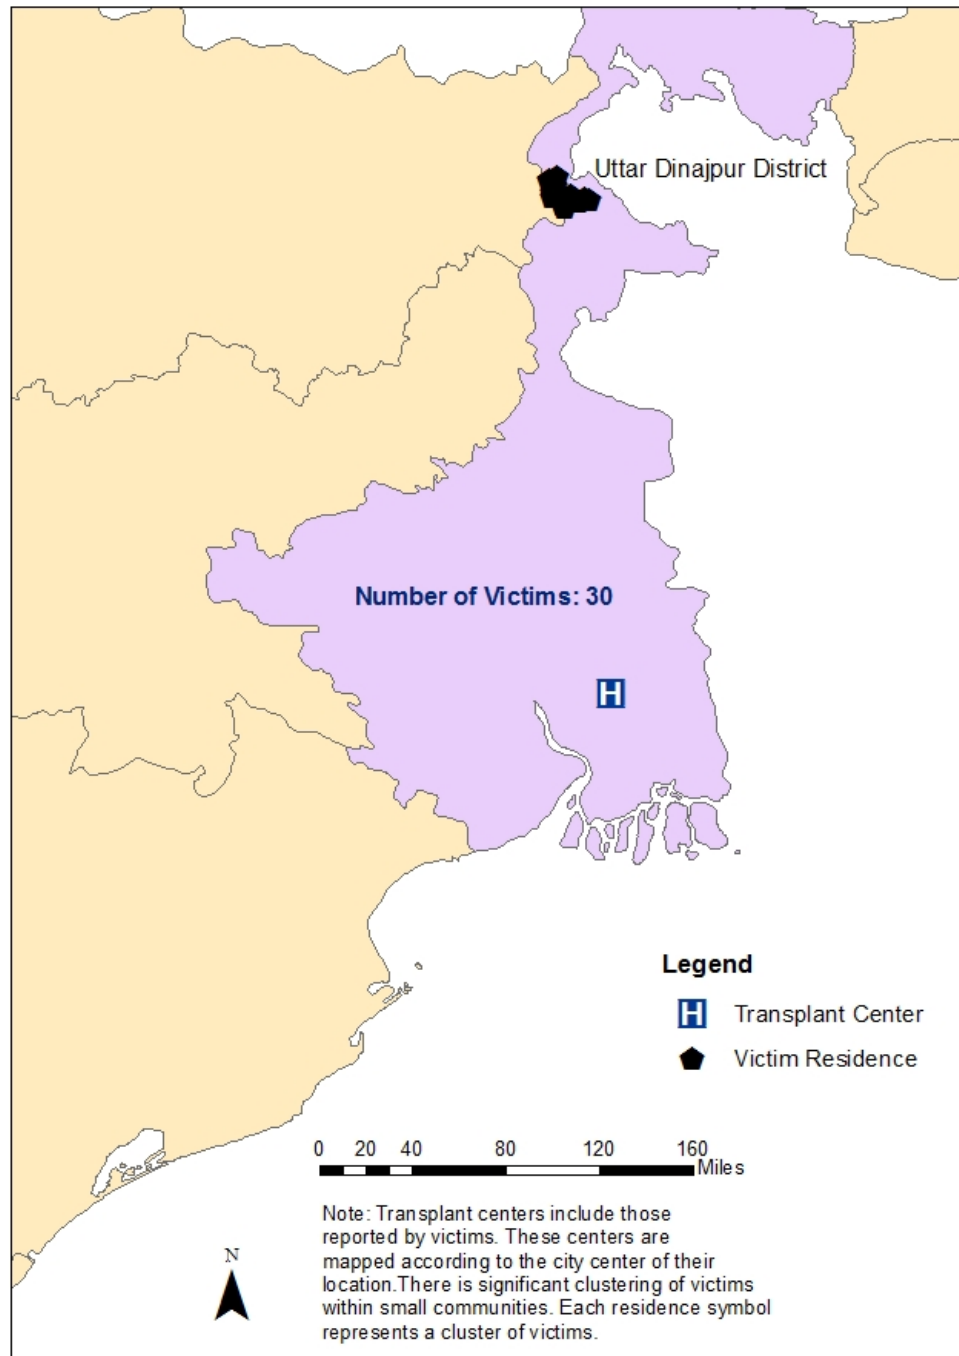 Uttar Dinajpur District
Number of Victims: 30
H
Legend
H Transplant Center
Victim Residence
0 20 40 80 120 160
Miles
Note: Transplant centers include those
reported by victims. These centers are
mapped according to the city center of their
location.There is significant clustering of victims
within small communities. Each residence symbol
represents a cluster of victims.
N